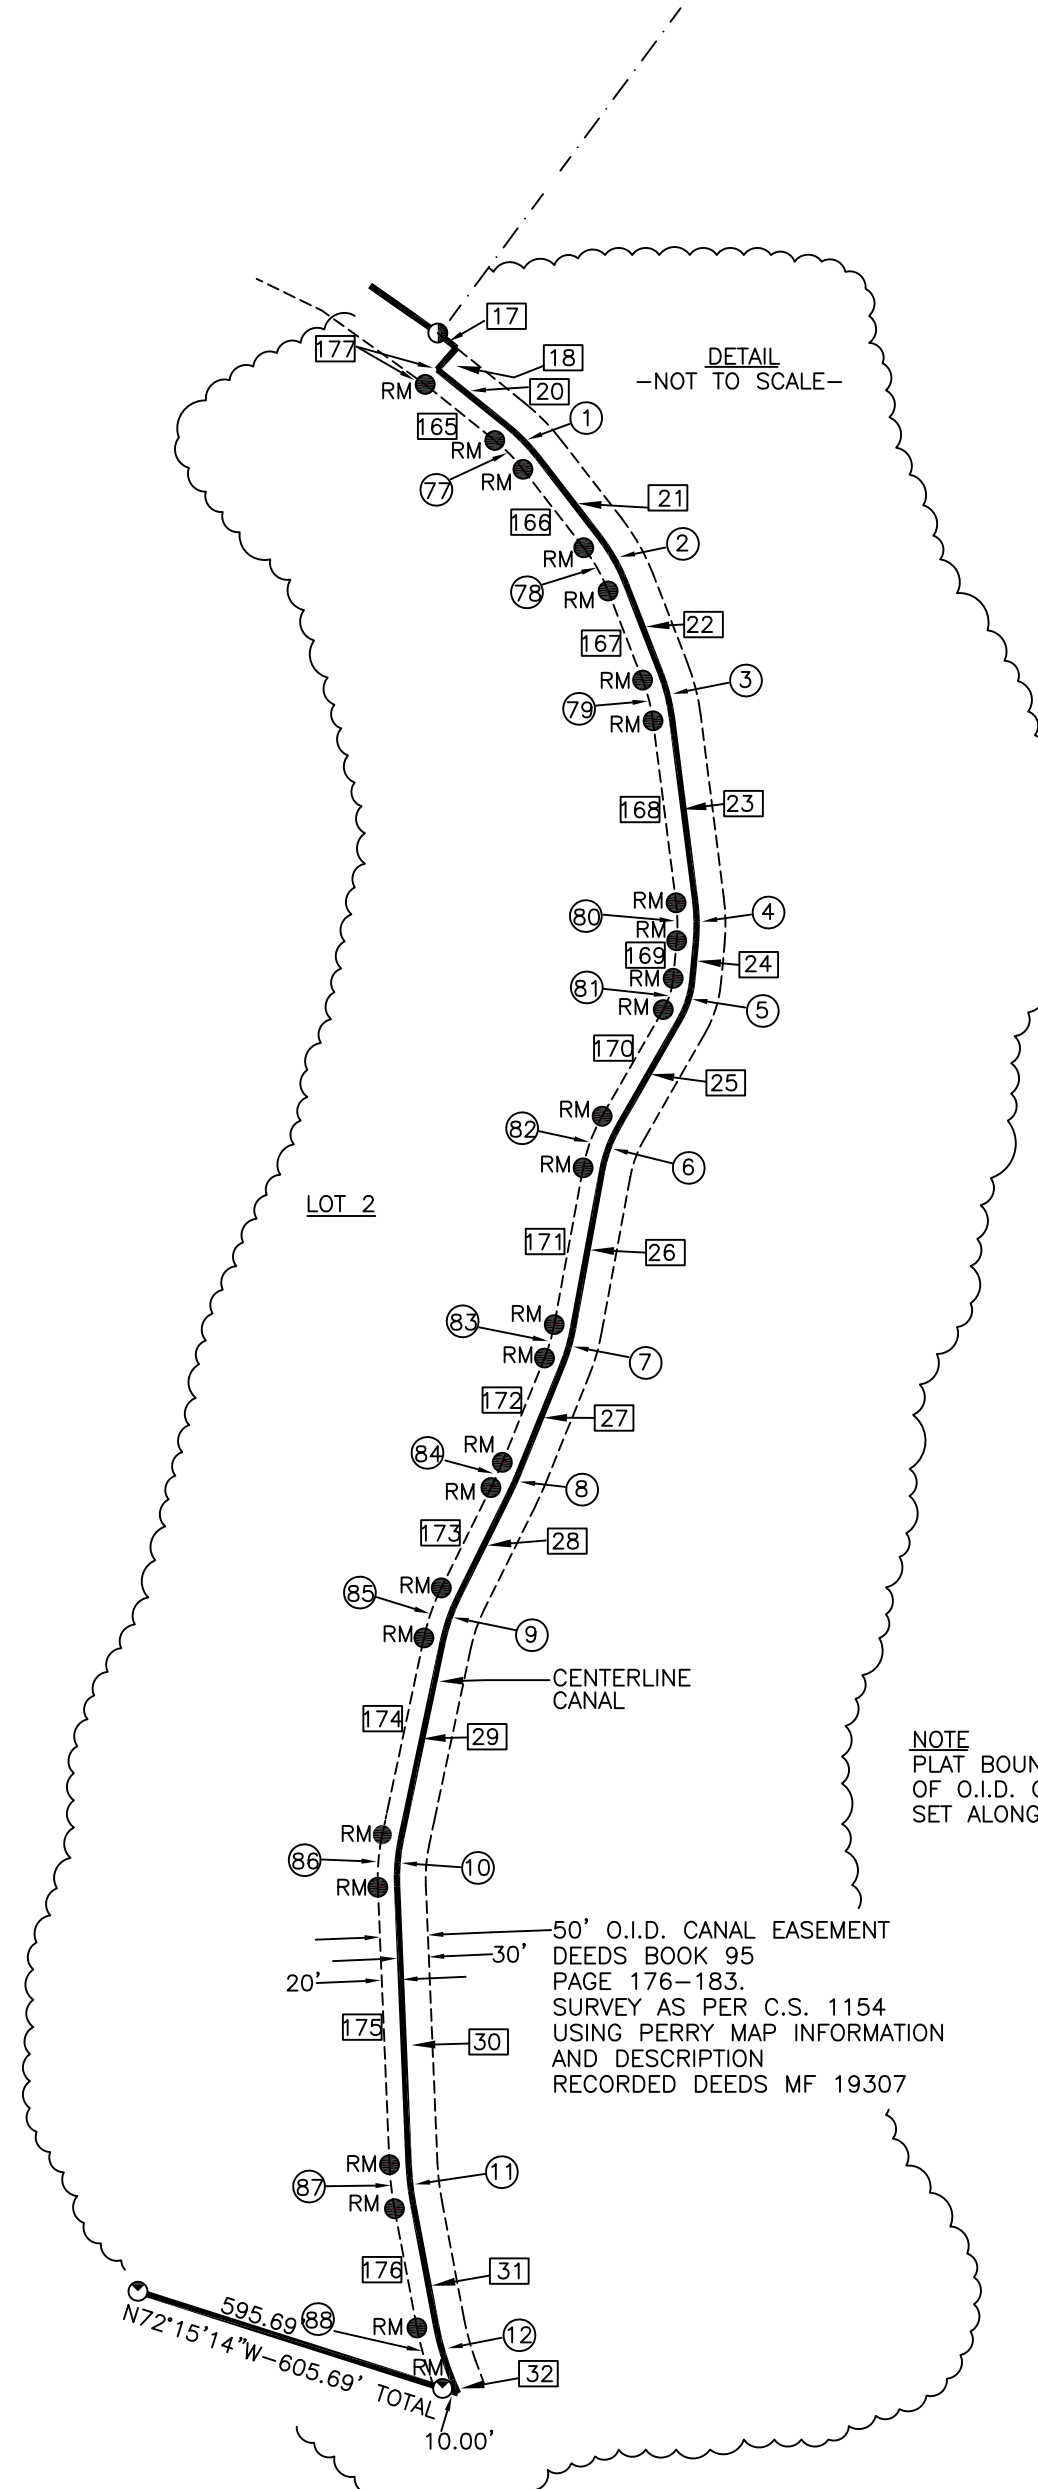 17
177
18
DETAIL
-NOT TO SCALE-
RM
20
165
1
RM
77
RM
21
166
2
RM
78
RM
22
167
3
RM
79
RM
168
23
RM
80
4
RM
169
24
RM
81
5
RM
170
25
RM
82
6
RM
LOT 2
171
26
RM
83
7
RM
172
27
RM
84
8
RM
173
28
RM
85
9
RM
CENTERLINE
CANAL
174
29
NOTE
PLAT BOUN
OF O.I.D.
SET ALONG
RM
86
10
RM
50' O.I.D. CANAL EASEMENT
30'
DEEDS BOOK 95
20'
PAGE 176-183.
SURVEY AS PER C.S. 1154
175
USING PERRY MAP INFORMATION
30
AND DESCRIPTION
RECORDED DEEDS MF 19307
RM
11
87
RM
176
31
595.69'
88
RM
12
N72°15'14"W-605.69' TOTAL
RM
32
10.00'